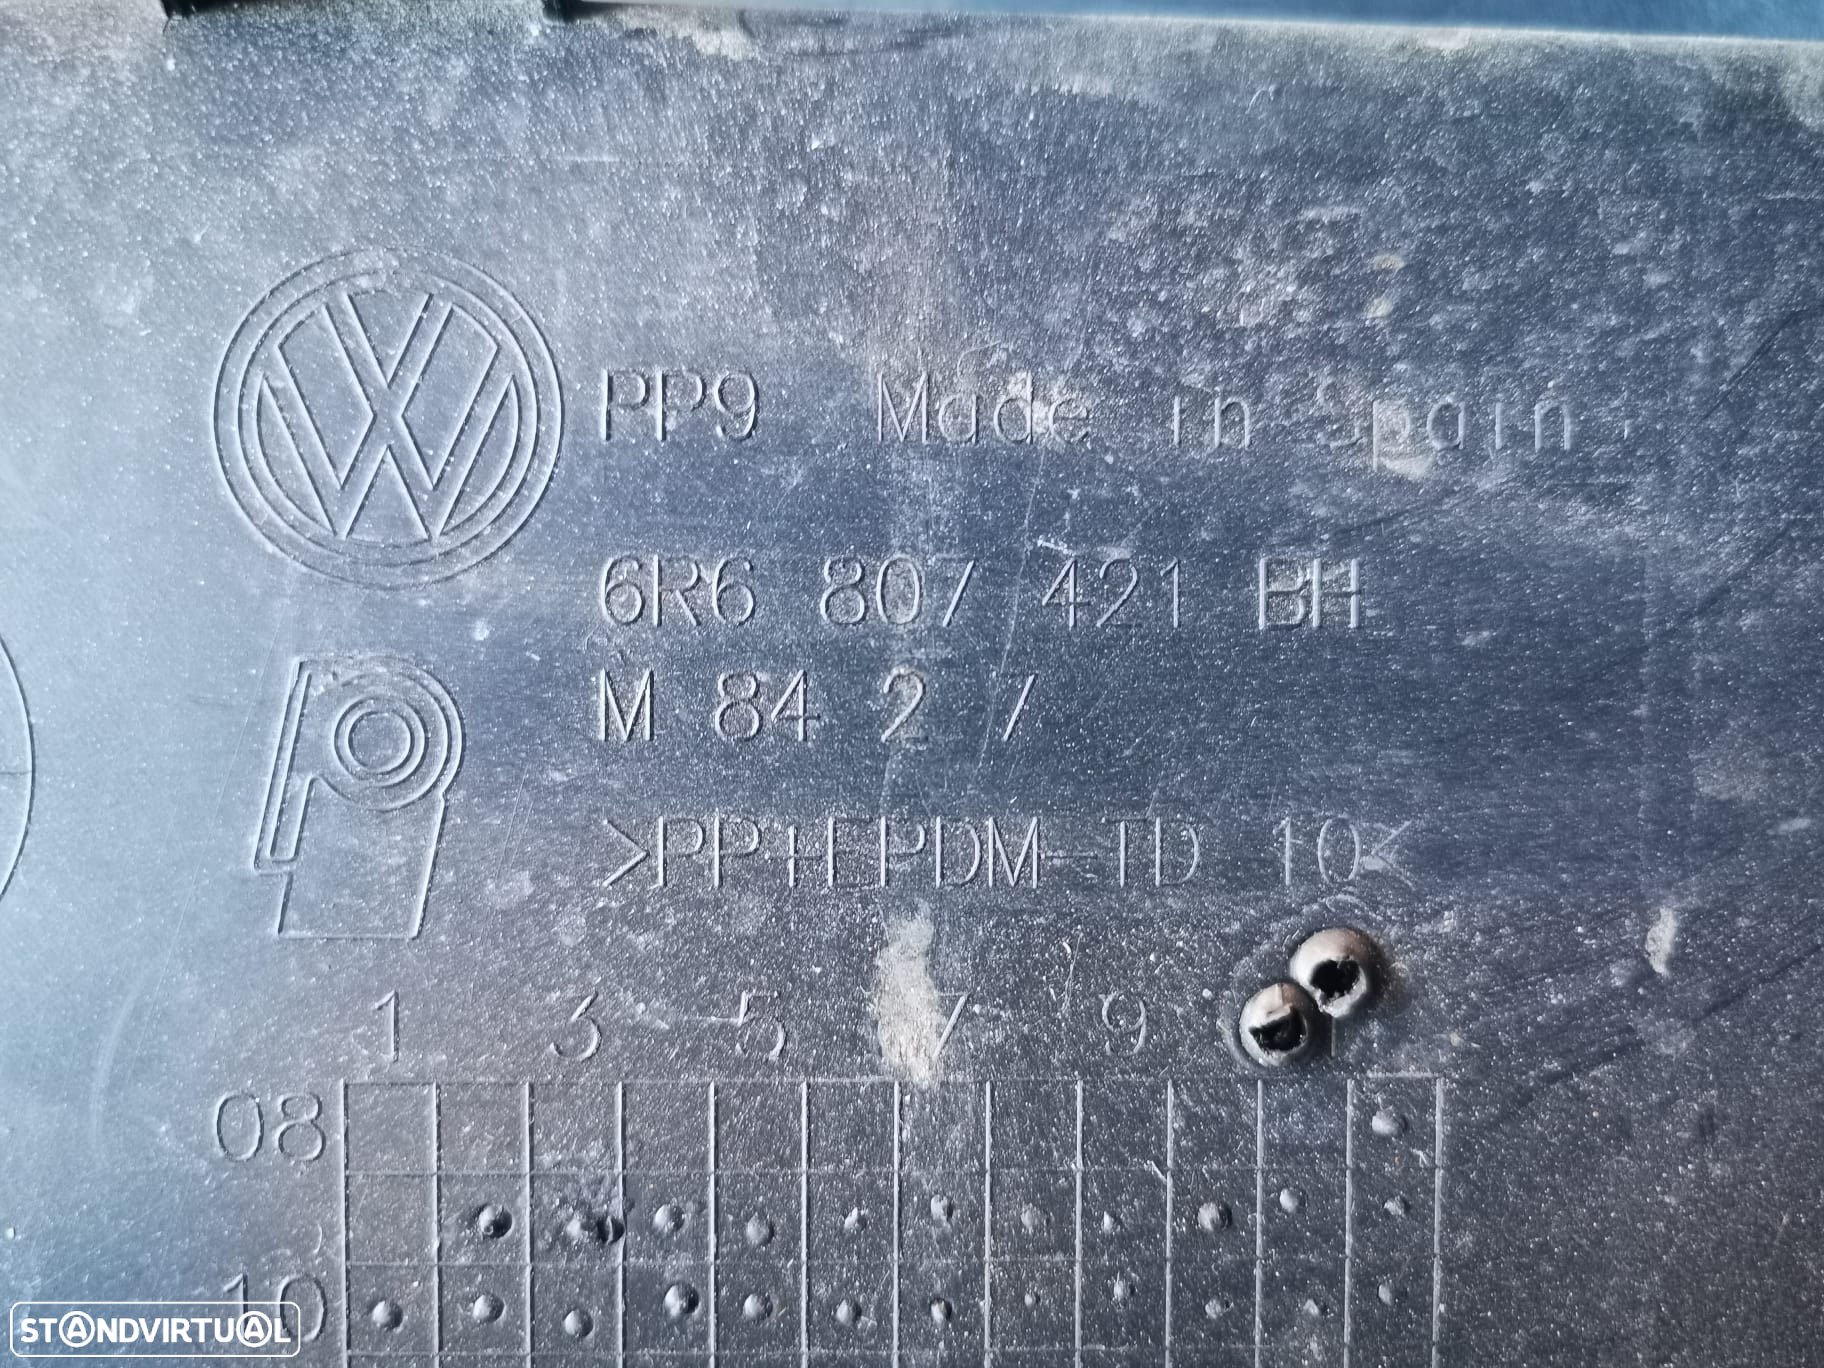 PP9 Made in Spain
6R6 807 421 BH
M 84 2 7
>PP+EPDM-TD 10<
1 3 5 7 9
08
10
STANDVIRTUAL